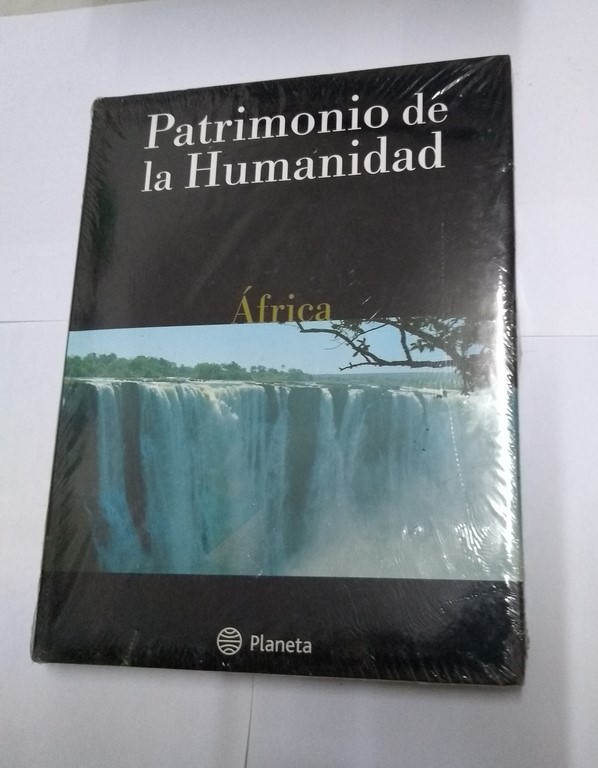 Patrimonio de
la Humanidad
África
Planeta